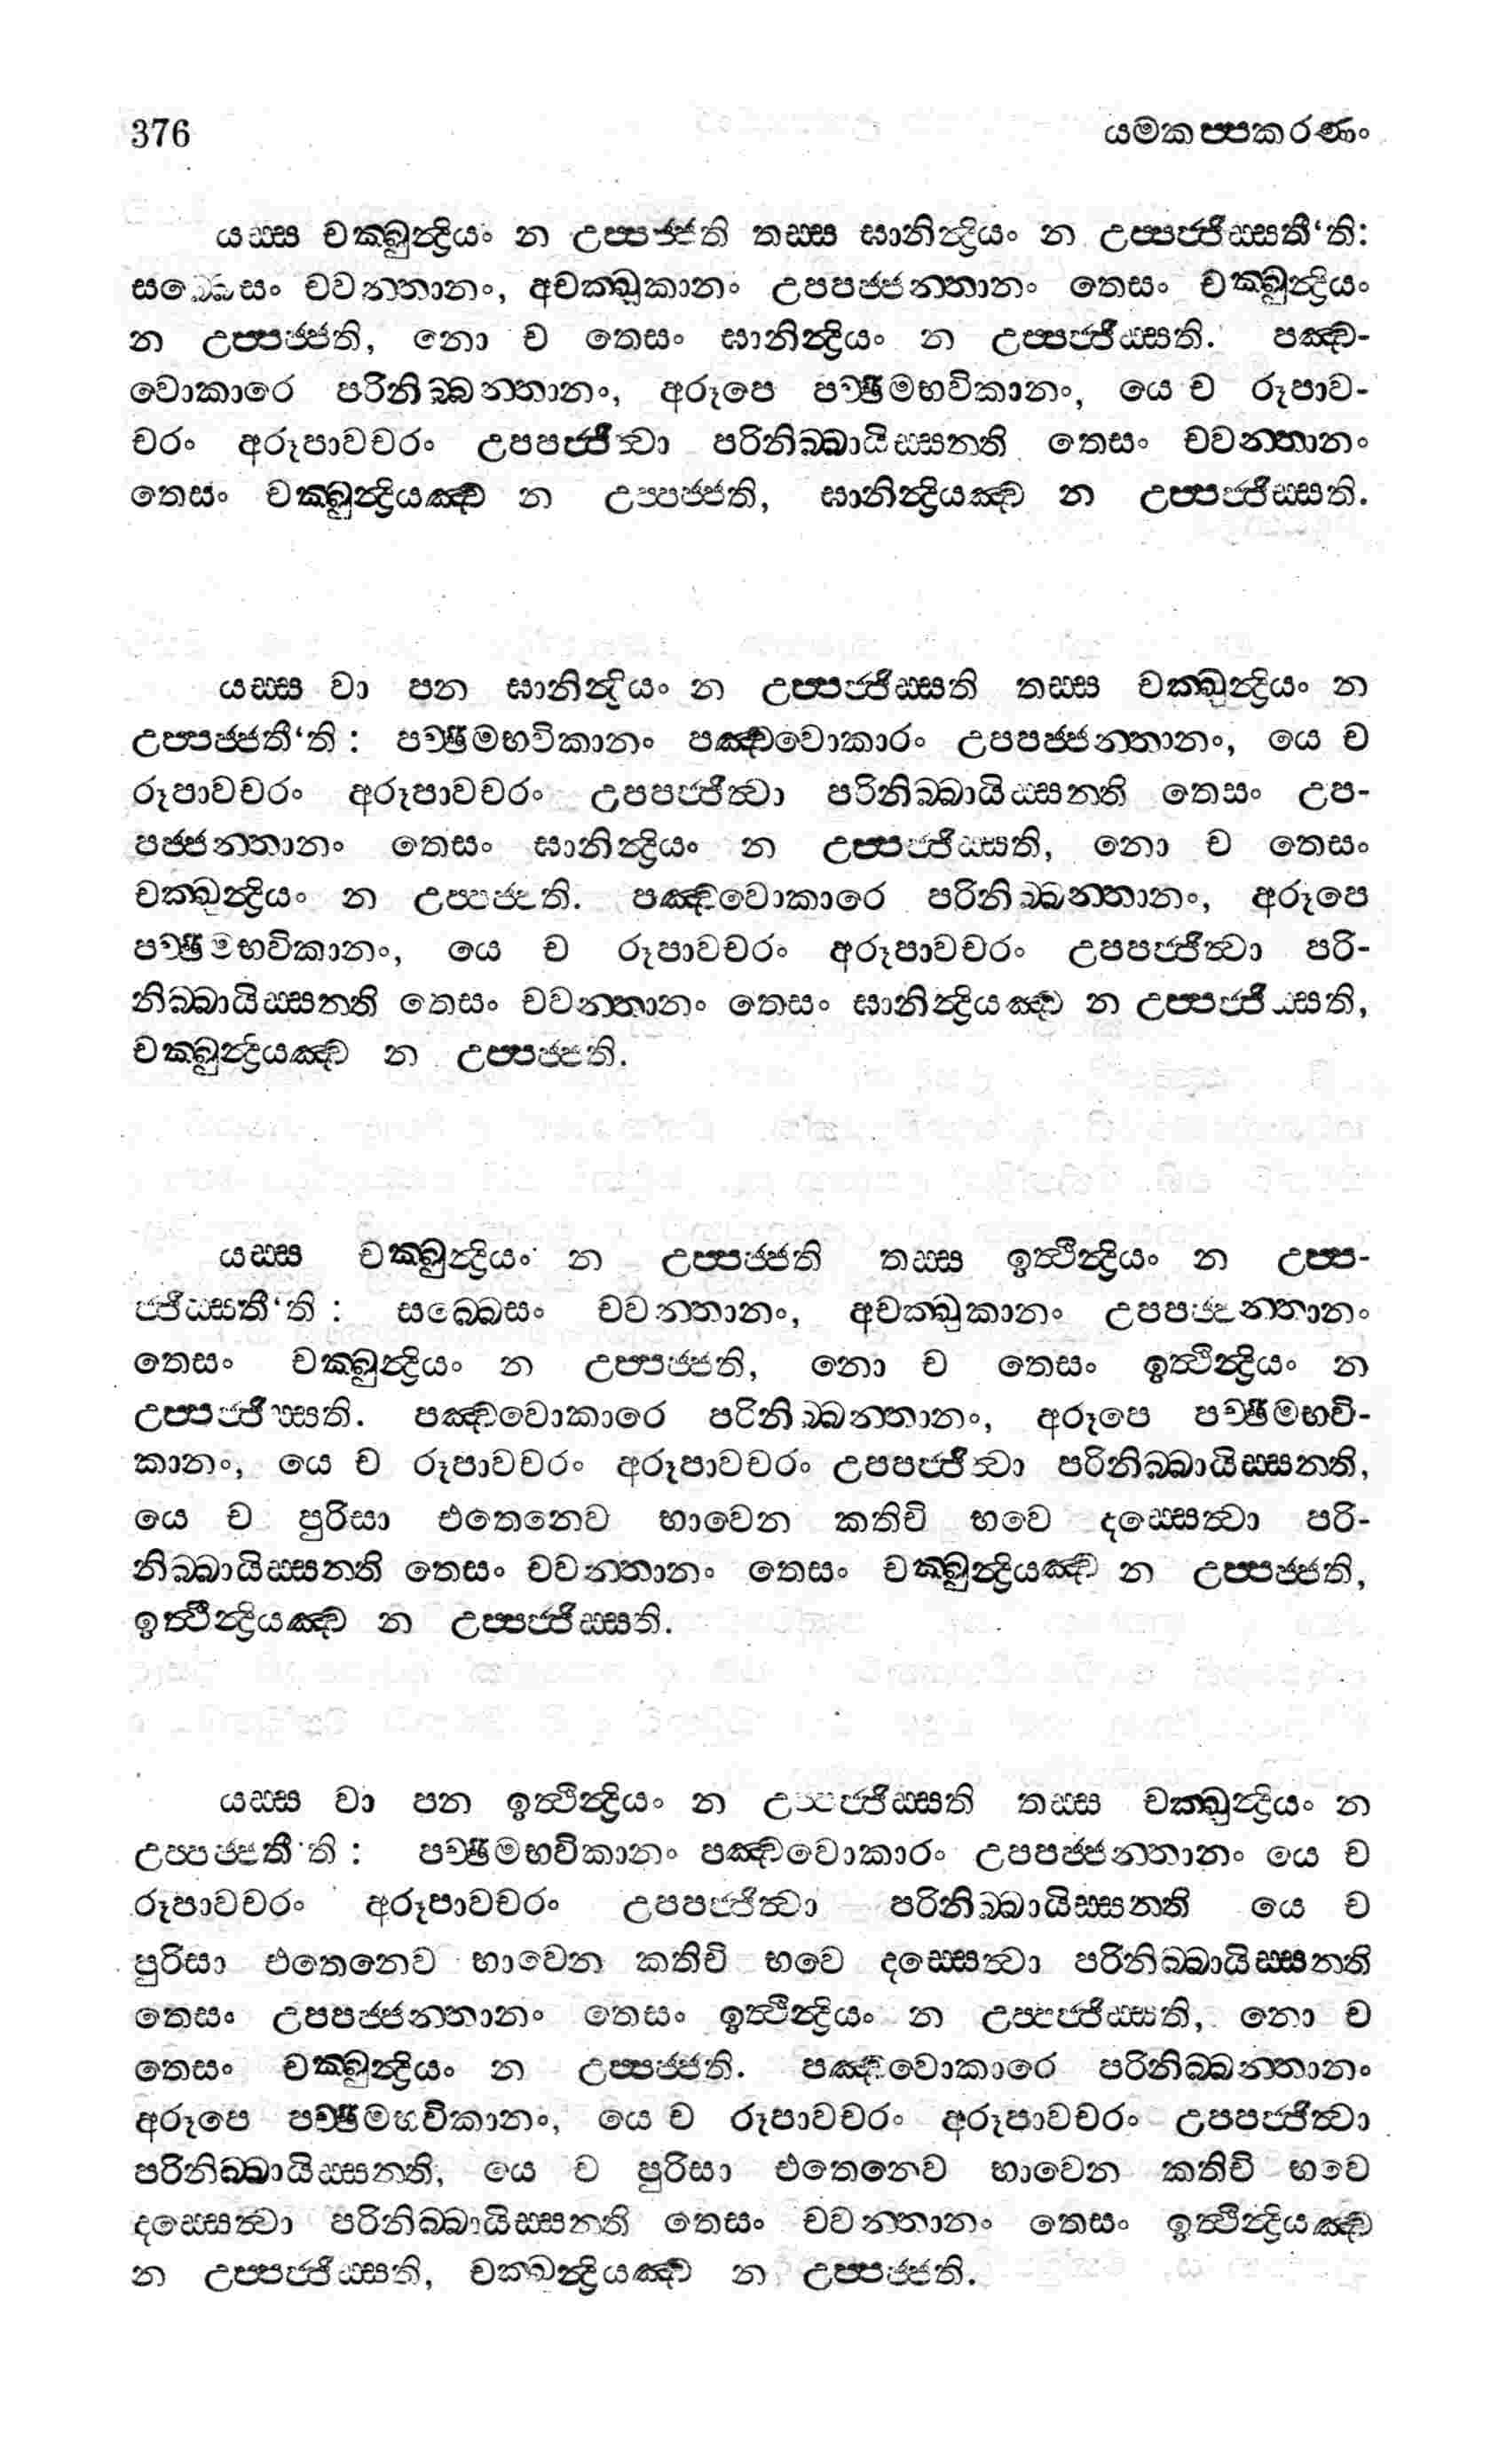 376 යමකප්පකරණං
යස්ස චක්ඛුන්ද්‍රියං න උප්පජ්ජති තස්ස ඝානින්ද්‍රියං න උප්පජ්ජිස්සතී‘ති:
සබ්බෙසං චවන්තානං, අචක්ඛුකානං උපපජ්ජන්තානං තෙසං චක්ඛුන්ද්‍රියං
න උප්පජ්ජති, නො ච තෙසං ඝානින්ද්‍රියං න උප්පජ්ජිස්සති. පඤ්ච-
වොකාරෙ පරිනිබ්බන්තානං, අරූපෙ පච්ඡිමභවිකානං, යෙ ච රූපාව-
චරං අරූපාවචරං උපපජ්ජිත්වා පරිනිබ්බායිස්සන්ති තෙසං චවන්තානං
තෙසං චක්ඛුන්ද්‍රියඤ්ච න උප්පජ්ජති, ඝානින්ද්‍රියඤ්ච න උප්පජ්ජිස්සති.
යස්ස වා පන ඝානින්ද්‍රියං න උප්පජ්ජිස්සති තස්ස චක්ඛුන්ද්‍රියං න
උප්පජ්ජතී‘ති : පච්ඡිමභවිකානං පඤ්චවොකාරං උපපජ්ජන්තානං, යෙ ච
රූපාවචරං අරූපාවචරං උපපජ්ජිත්වා පරිනිබ්බායිස්සන්ති තෙසං උප-
පජ්ජන්තානං තෙසං ඝානින්ද්‍රියං න උප්පජ්ජිස්සති, නො ච තෙසං
චක්ඛුන්ද්‍රියං න උප්පජ්ජති. පඤ්චවොකාරෙ පරිනිබ්බන්තානං, අරූපෙ
පච්ඡිමභවිකානං, යෙ ච රූපාවචරං අරූපාවචරං උපපජ්ජිත්වා පරි-
නිබ්බායිස්සන්ති තෙසං චවන්තානං තෙසං ඝානින්ද්‍රියඤ්ච න උප්පජ්ජිස්සති,
චක්ඛුන්ද්‍රියඤ්ච න උප්පජ්ජති.
යස්ස චක්ඛුන්ද්‍රියං න උප්පජ්ජති තස්ස ඉත්ථින්ද්‍රියං න උප්ප-
ජ්ජිස්සතී‘ති : සබ්බෙසං චවන්තානං, අචක්ඛුකානං උපපජ්ජන්තානං
තෙසං චක්ඛුන්ද්‍රියං න උප්පජ්ජති, නො ච තෙසං ඉත්ථින්ද්‍රියං න
උප්පජ්ජිස්සති. පඤ්චවොකාරෙ පරිනිබ්බන්තානං, අරූපෙ පච්ඡිමභවි-
කානං, යෙ ච රූපාවචරං අරූපාවචරං උපපජ්ජිත්වා පරිනිබ්බායිස්සන්ති,
යෙ ච පුරිසා එතෙනෙව භාවෙන කතිචි භවෙ දස්සෙත්වා පරි-
නිබ්බායිස්සන්ති තෙසං චවන්තානං තෙසං චක්ඛුන්ද්‍රියඤ්ච න උප්පජ්ජති,
ඉත්ථින්ද්‍රියඤ්ච න උප්පජ්ජිස්සති.
යස්ස වා පන ඉත්ථින්ද්‍රියං න උප්පජ්ජිස්සති තස්ස චක්ඛුන්ද්‍රියං න
උප්පජ්ජතී‘ති : පච්ඡිමභවිකානං පඤ්චවොකාරං උපපජ්ජන්තානං යෙ ච
රූපාවචරං අරූපාවචරං උපපජ්ජිත්වා පරිනිබ්බායිස්සන්ති යෙ ච
පුරිසා එතෙනෙව භාවෙන කතිචි භවෙ දස්සෙත්වා පරිනිබ්බායිස්සන්ති
තෙසං උපපජ්ජන්තානං තෙසං ඉත්ථින්ද්‍රියං න උප්පජ්ජිස්සති, නො ච
තෙසං චක්ඛුන්ද්‍රියං න උප්පජ්ජති. පඤ්චවොකාරෙ පරිනිබ්බන්තානං
අරූපෙ පච්ඡිමභවිකානං, යෙ ච රූපාවචරං අරූපාවචරං උපපජ්ජිත්වා
පරිනිබ්බායිස්සන්ති, යෙ ච පුරිසා එතෙනෙව භාවෙන කතිචි භවෙ
දස්සෙත්වා පරිනිබ්බායිස්සන්ති තෙසං චවන්තානං තෙසං ඉත්ථින්ද්‍රියඤ්ච
න උප්පජ්ජිස්සති, චක්ඛුන්ද්‍රියඤ්ච න උප්පජ්ජති.